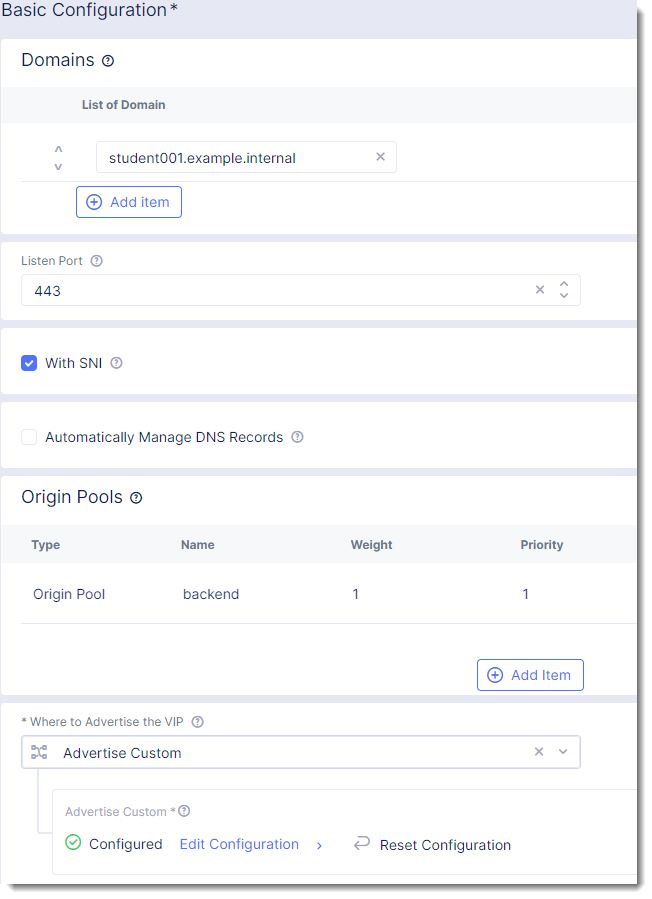 Basic Configuration *
Domains
List of Domain
student001.example.internal
Add item
Listen Port
443
With SNI
Automatically Manage DNS Records
Origin Pools
Type Name Weight Priority
Origin Pool backend 1 1
Add Item
* Where to Advertise the VIP
Advertise Custom
Advertise Custom *
Configured Edit Configuration Reset Configuration